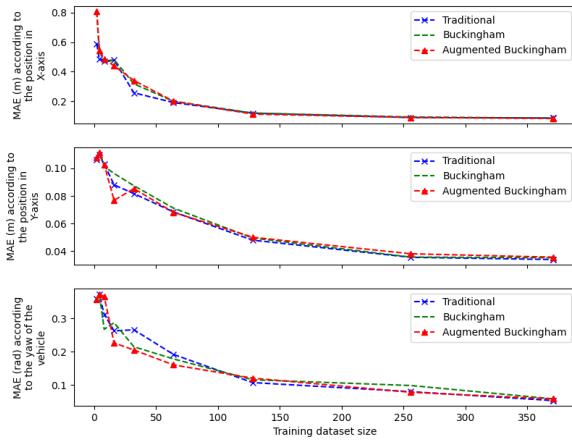 MAE (m) according to
the position in
X-axis
0.8
0.6
0.4
0.2
Traditional
Buckingham
Augmented Buckingham
MAE (m) according to
the position in
Y-axis
0.10
0.08
0.06
0.04
Traditional
Buckingham
Augmented Buckingham
MAE (rad) according
to the yaw of the
vehicle
0.3
0.2
0.1
Traditional
Buckingham
Augmented Buckingham
0 50 100 150 200 250 300 350
Training dataset size